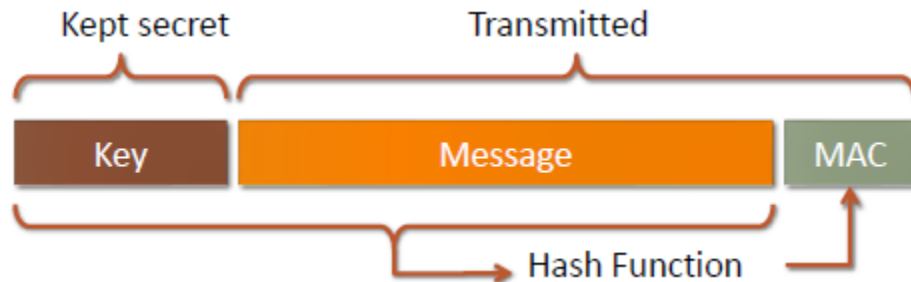 Kept secret
Transmitted
Key
Message
MAC
Hash Function